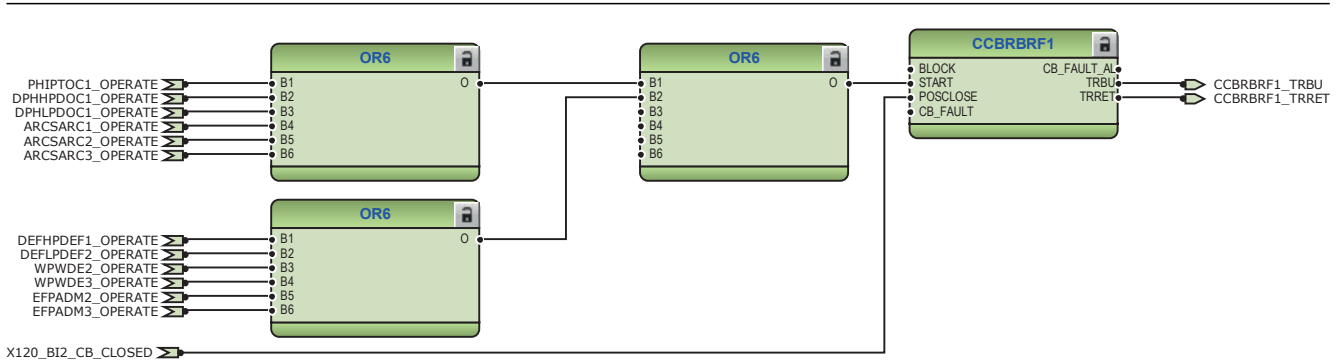 OR6
PHIPTOC1_OPERATE B1 O
DPHHPDOC1_OPERATE B2
DPHLPDOC1_OPERATE B3
ARCSARC1_OPERATE B4
ARCSARC2_OPERATE B5
ARCSARC3_OPERATE B6
OR6
B1 O
B2
B3
B4
B5
B6
CCBRBRF1
BLOCK CB_FAULT_AL
START TRBU CCBRBRF1_TRBU
POSCLOSE TRRET CCBRBRF1_TRRET
CB_FAULT
OR6
DEFHPDEF1_OPERATE B1 O
DEFLPDEF2_OPERATE B2
WPWDE2_OPERATE B3
WPWDE3_OPERATE B4
EFPADM2_OPERATE B5
EFPADM3_OPERATE B6
X120_BI2_CB_CLOSED